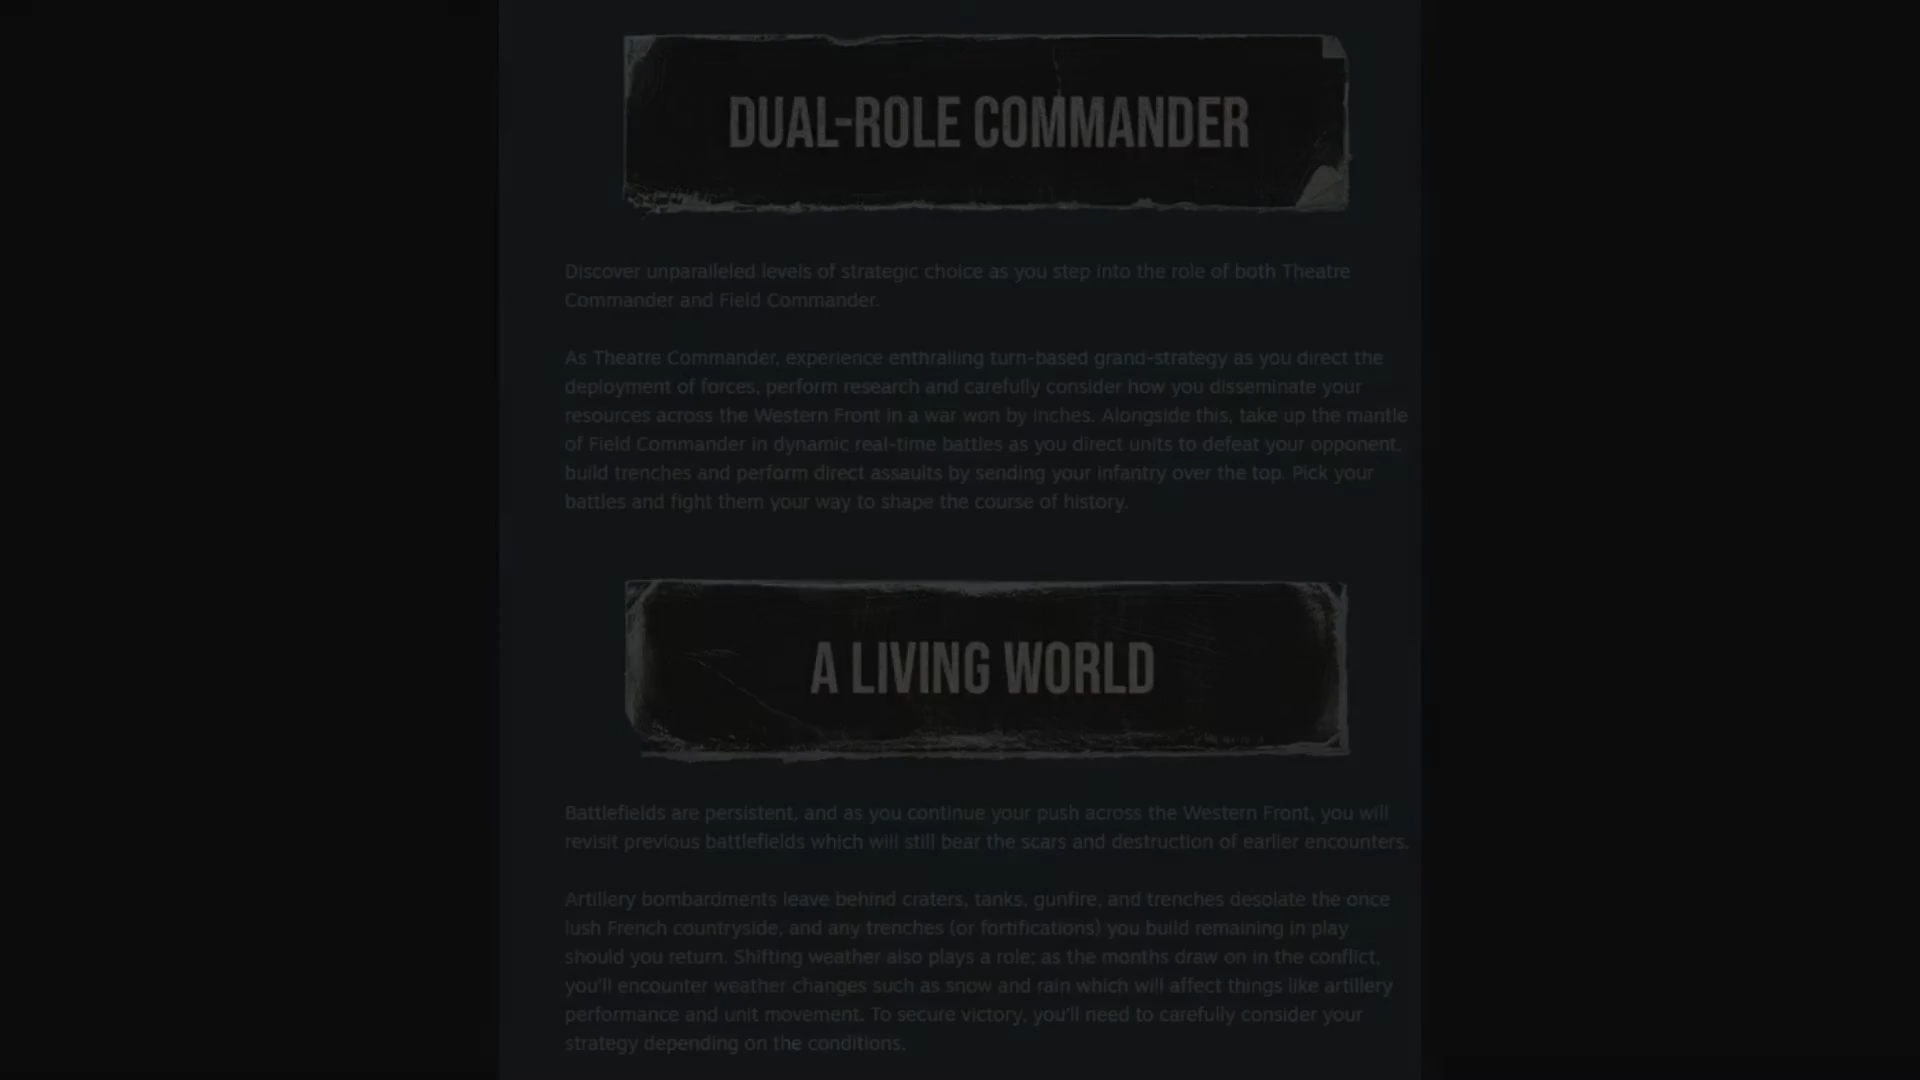 DUAL-ROLE COMMANDER
Discover unparalleled levels of strategic choice as you step into the role of both Theatre
Commander and Field Commander.
As Theatre Commander, experience enthralling turn-based grand-strategy as you direct the
deployment of forces, perform research and carefully consider how you disseminate your
resources across the Western Front in a war won by inches. Alongside this, take up the mantle
of Field Commander in dynamic real-time battles as you direct units to defeat your opponent,
build trenches and perform direct assaults by sending your infantry over the top. Pick your
battles and fight them your way to shape the course of history.
A LIVING WORLD
Battlefields are persistent, and as you continue your push across the Western Front, you will
revisit previous battlefields which will still bear the scars and destruction of earlier encounters.
Artillery bombardments leave behind craters, tanks, gunfire, and trenches desolate the once
lush French countryside, and any trenches (or fortifications) you build remaining in play
should you return. Shifting weather also plays a role; as the months draw on in the conflict,
you'll encounter weather changes such as snow and rain which will affect things like artillery
performance and unit movement. To secure victory, you'll need to carefully consider your
strategy depending on the conditions.